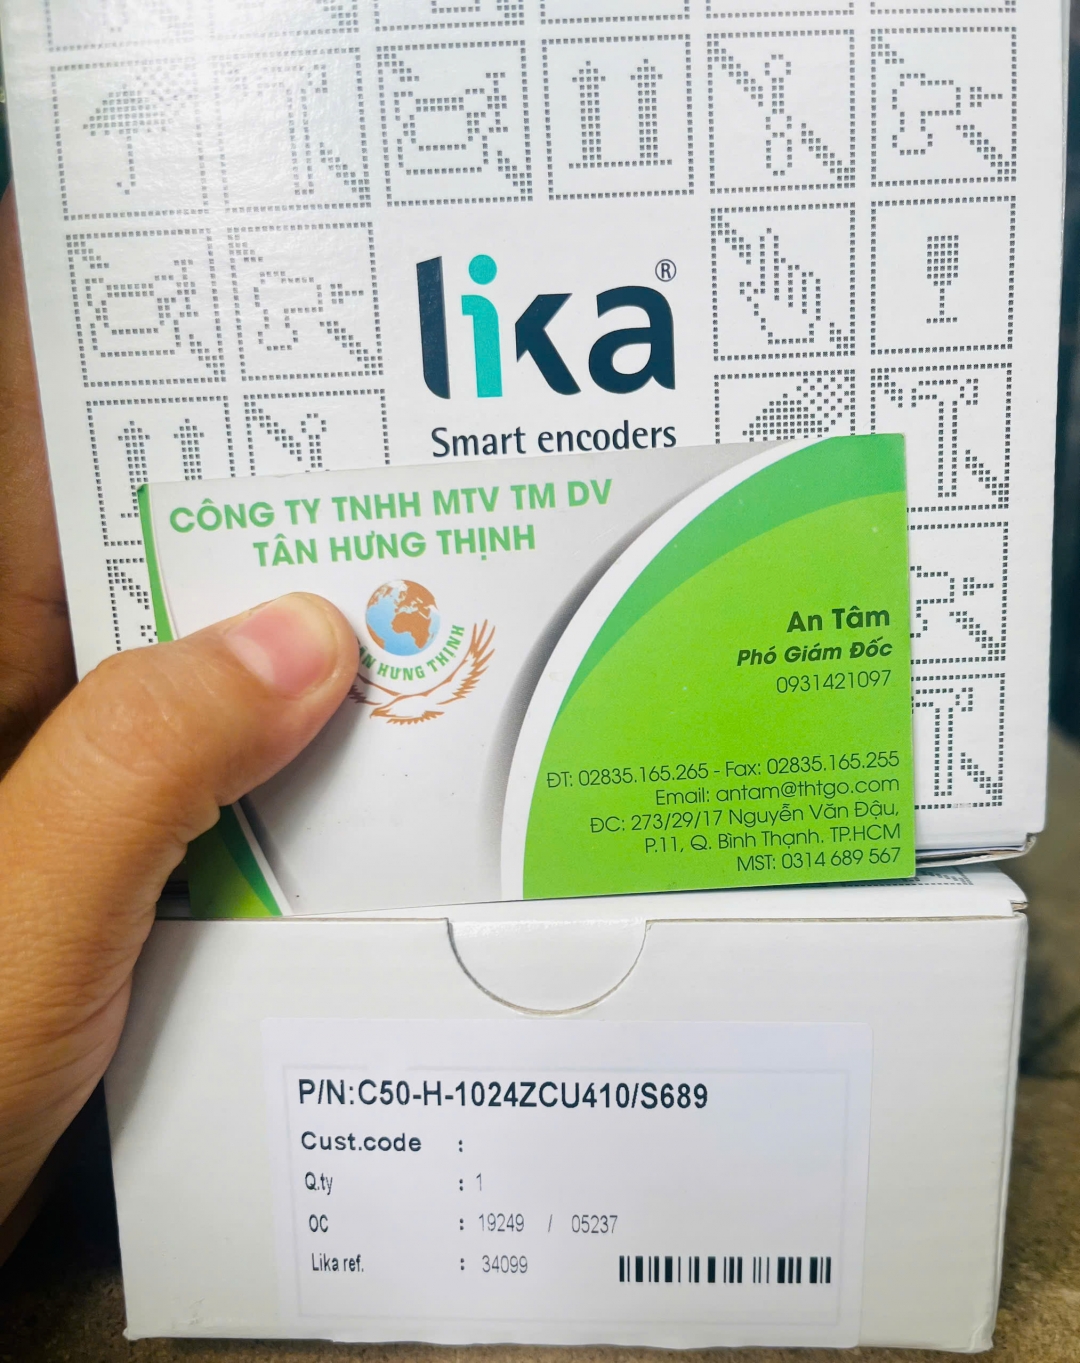 lika®
Smart encoders
CÔNG TY TNHH MTV TM DV
TÂN HƯNG THỊNH
HƯNG THỊNH
An Tâm
Phó Giám Đốc
0931421097
ĐT: 02835.165.265 - Fax: 02835.165.255
Email: antam@thtgo.com
ĐC: 273/29/17 Nguyễn Văn Đậu,
P.11, Q. Bình Thạnh. TP.HCM
MST: 0314 689 567
P/N:C50-H-1024ZCU410/S689
Cust.code :
Q.ty : 1
OC : 19249 / 05237
Lika ref. : 34099